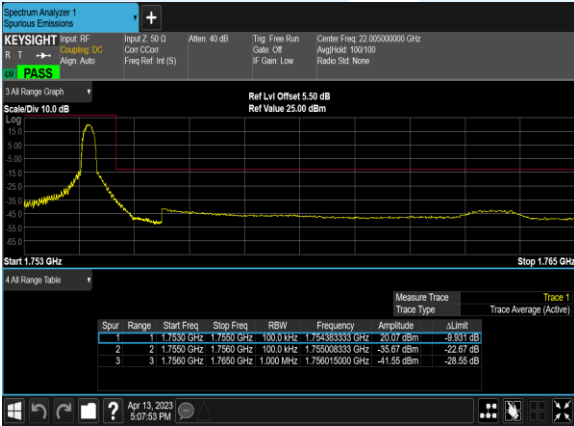 Spectrum Analyzer 1
Spurious Emissions
+
KEYSIGHT Input: RF Input Z: 50 Ω Atten: 40 dB Trig: Free Run Center Freq: 22.005000000 GHz
R T Coupling: DC Corr CCorr Gate: Off Avg|Hold: 100/100
Align: Auto Freq Ref: Int (S) IF Gain: Low Radio Std: None
PASS
3 All Range Graph
Ref Lvl Offset 5.50 dB
Scale/Div 10.0 dB Ref Value 25.00 dBm
Log
15.0
5.00
-5.00
-15.0
-25.0
-35.0
-45.0
-55.0
-65.0
Start 1.753 GHz Stop 1.765 GHz
4 All Range Table
Measure Trace Trace 1
Trace Type Trace Average (Active)
Spur Range Start Freq Stop Freq RBW Frequency Amplitude ΔLimit
1 1 1.7530 GHz 1.7550 GHz 100.0 kHz 1.754383333 GHz 20.07 dBm -9.931 dB
2 2 1.7550 GHz 1.7560 GHz 100.0 kHz 1.755008333 GHz -35.67 dBm -22.67 dB
3 3 1.7560 GHz 1.7650 GHz 1.000 MHz 1.756015000 GHz -41.55 dBm -28.55 dB
? Apr 13, 2023
5:07:53 PM